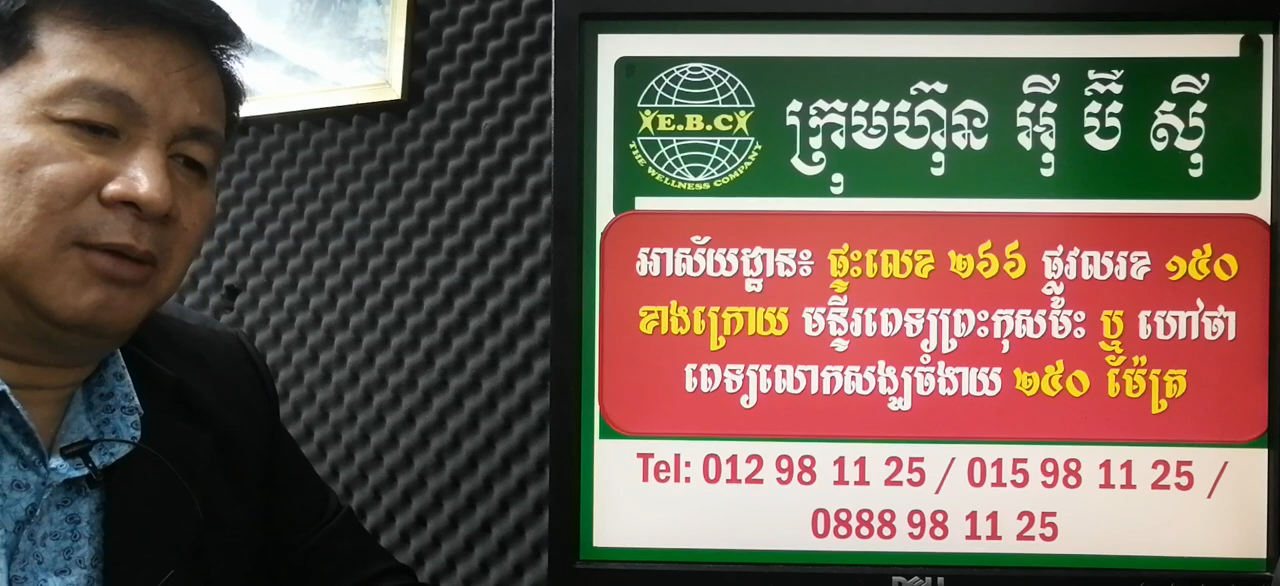 E.B.C
THE WELLNESS COMPANY
ក្រុមហ៊ុន អ៊ី ប៊ី ស៊ី
អាស័យដ្ឋាន៖ ផ្ទះលេខ ២៦៦ ផ្លូវលេខ ១៥០
ខាងក្រោយ មន្ទីរពេទ្យព្រះកុសមៈ ឬ ហៅថា
ពេទ្យលោកសង្ឃចំងាយ ២៥០ ម៉ែត្រ
Tel: 012 98 11 25 / 015 98 11 25 /
0888 98 11 25
DELL